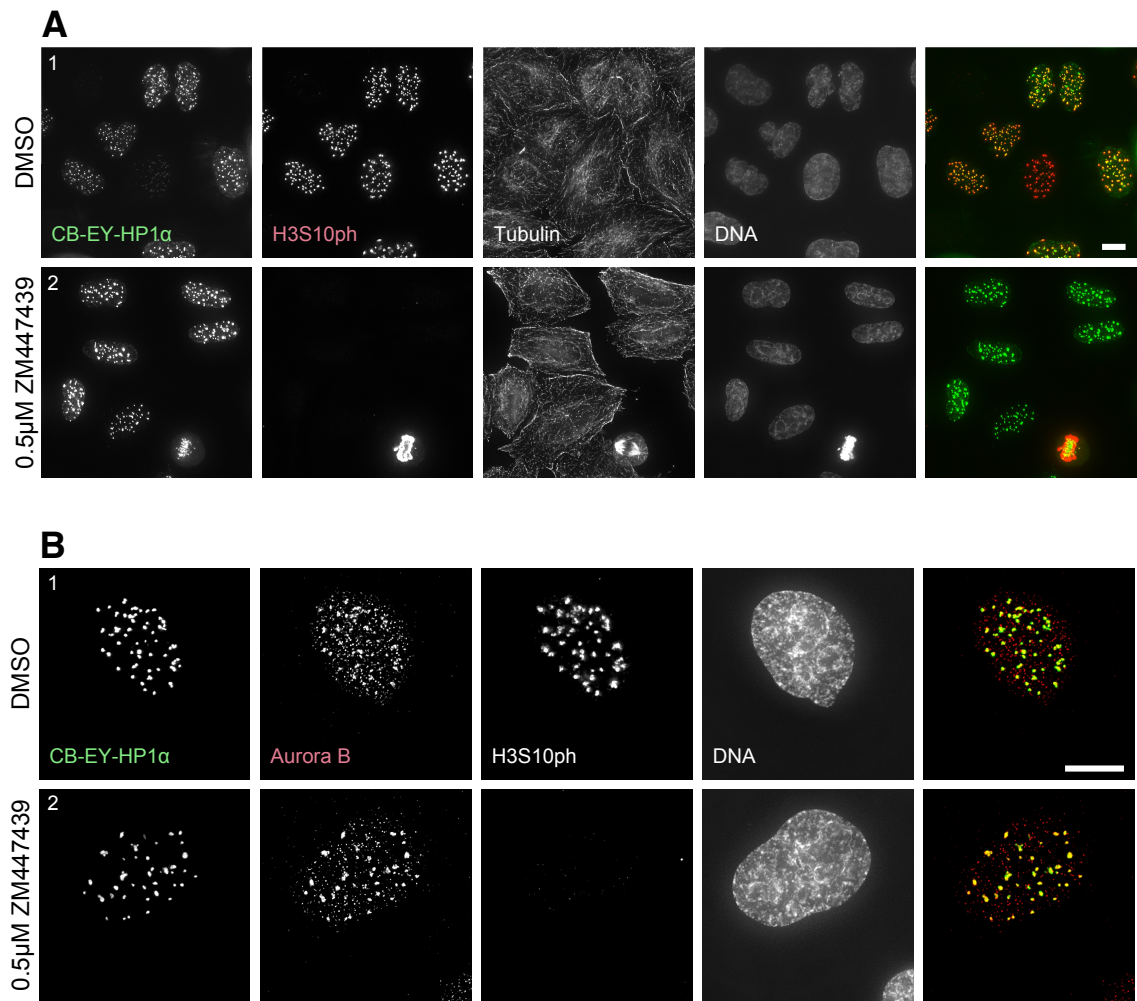 A
DMSO
1
CB-EY-HP1α
H3S10ph
Tubulin
DNA
0.5µM ZM447439
2
B
DMSO
1
CB-EY-HP1α
Aurora B
H3S10ph
DNA
0.5µM ZM447439
2